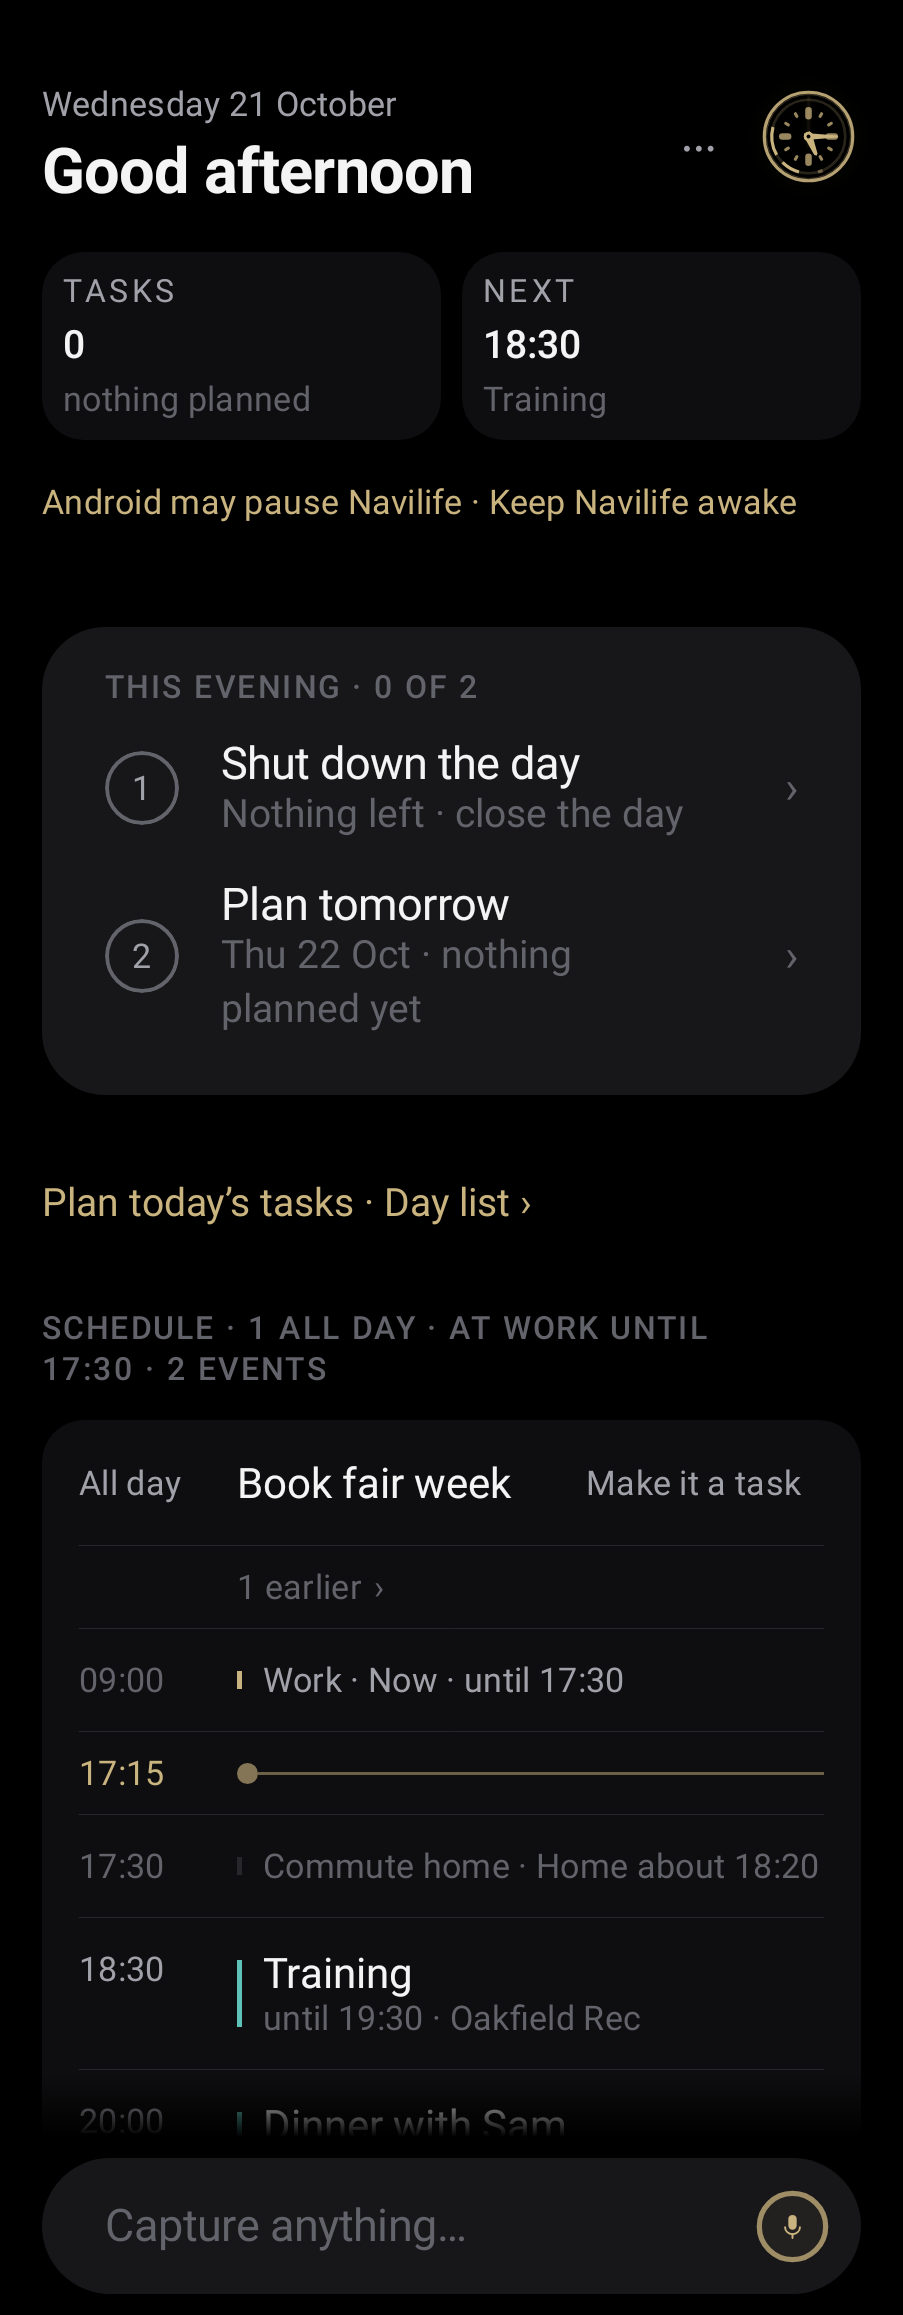 Wednesday 21 October
Good afternoon
...
TASKS
0
nothing planned
NEXT
18:30
Training
Android may pause Navilife · Keep Navilife awake
THIS EVENING · 0 OF 2
1
Shut down the day
Nothing left · close the day
›
2
Plan tomorrow
Thu 22 Oct · nothing
planned yet
›
Plan today’s tasks · Day list ›
SCHEDULE · 1 ALL DAY · AT WORK UNTIL
17:30 · 2 EVENTS
All day Book fair week Make it a task
1 earlier ›
09:00 Work · Now · until 17:30
17:15
17:30 Commute home · Home about 18:20
18:30 Training
until 19:30 · Oakfield Rec
20:00 Dinner with Sam
Capture anything…